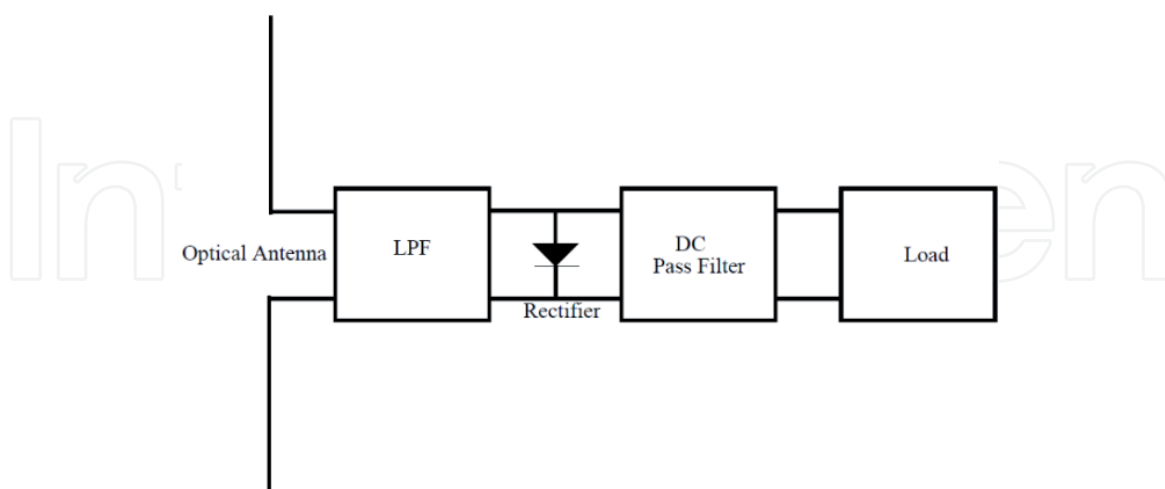 Optical Antenna
LPF
Rectifier
DC
Pass Filter
Load